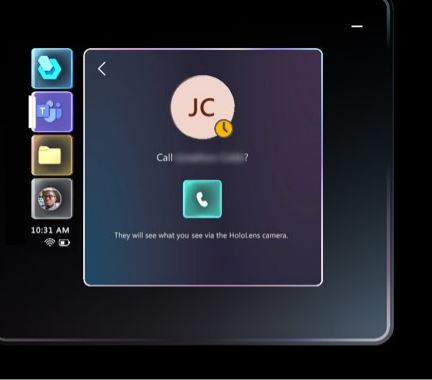 T
JC
Call ?
10:31 AM
They will see what you see via the HoloLens camera.